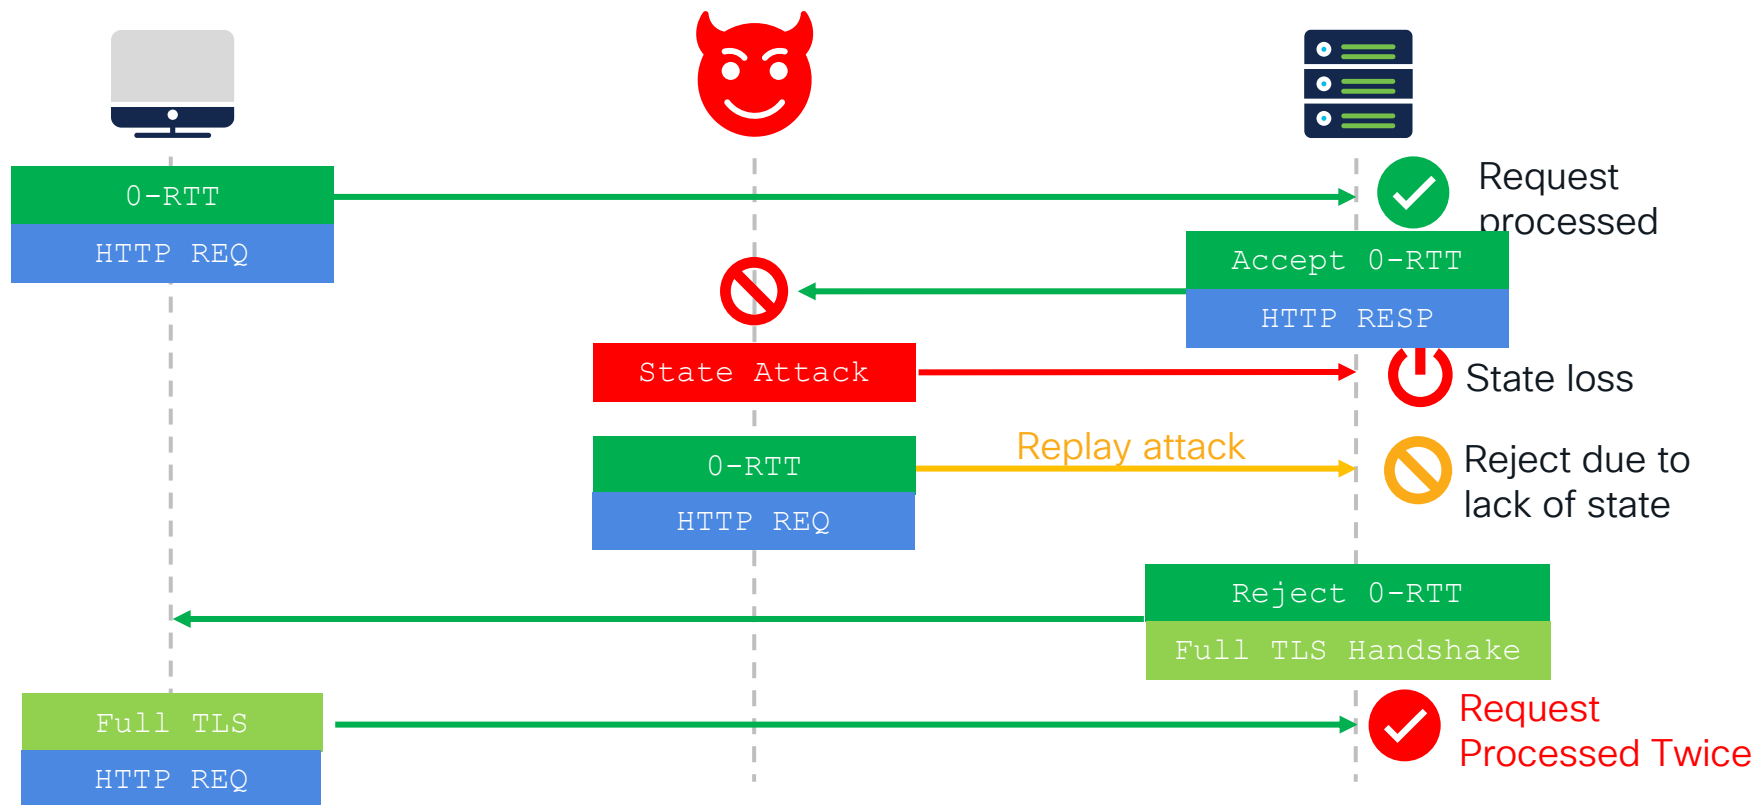 0-RTT
HTTP REQ
Request
processed
Accept 0-RTT
HTTP RESP
State Attack
State loss
Replay attack
0-RTT
HTTP REQ
Reject due to
lack of state
Reject 0-RTT
Full TLS Handshake
Full TLS
HTTP REQ
Request
Processed Twice